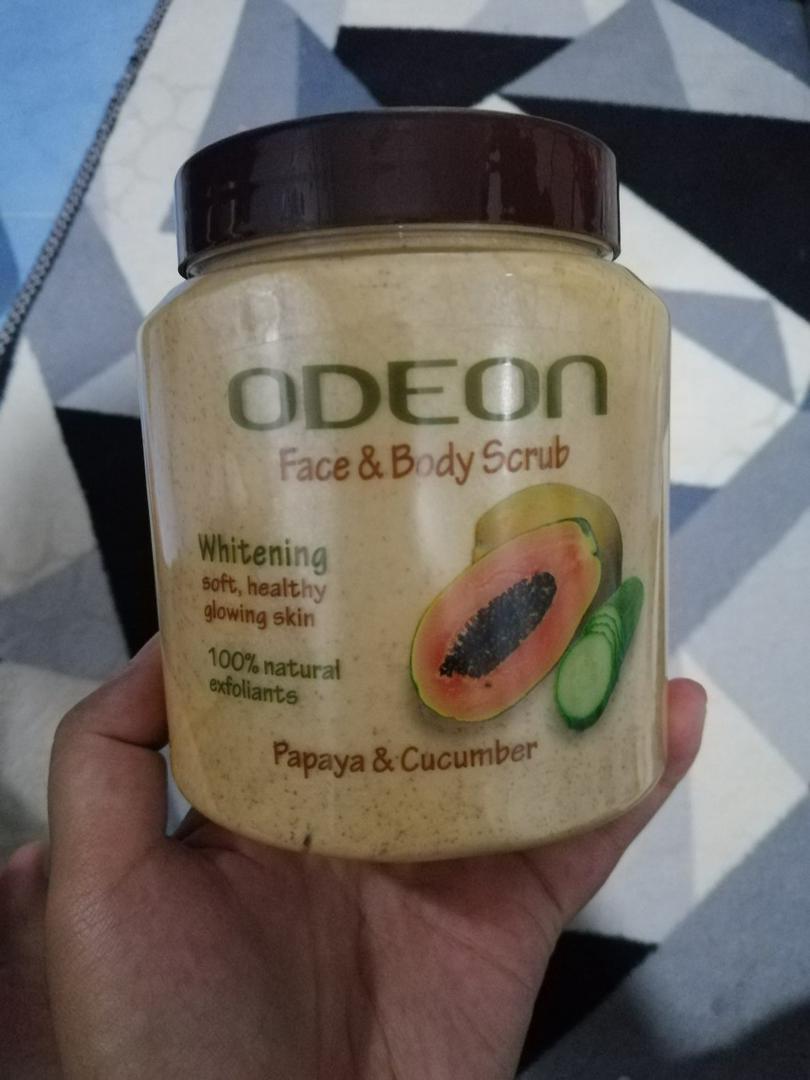 ODEON
Face & Body Scrub
Whitening
soft, healthy
glowing skin
100% natural
exfoliants
Papaya & Cucumber